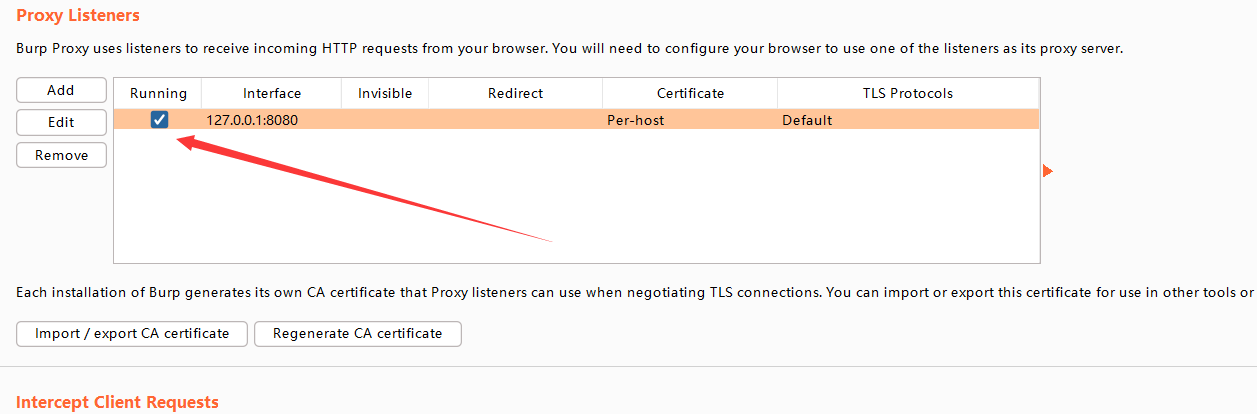 Proxy Listeners
Burp Proxy uses listeners to receive incoming HTTP requests from your browser. You will need to configure your browser to use one of the listeners as its proxy server.
Add
Edit
Remove
Running Interface Invisible Redirect Certificate TLS Protocols
127.0.0.1:8080 Per-host Default
Each installation of Burp generates its own CA certificate that Proxy listeners can use when negotiating TLS connections. You can import or export this certificate for use in other tools or
Import / export CA certificate Regenerate CA certificate
Intercept Client Requests